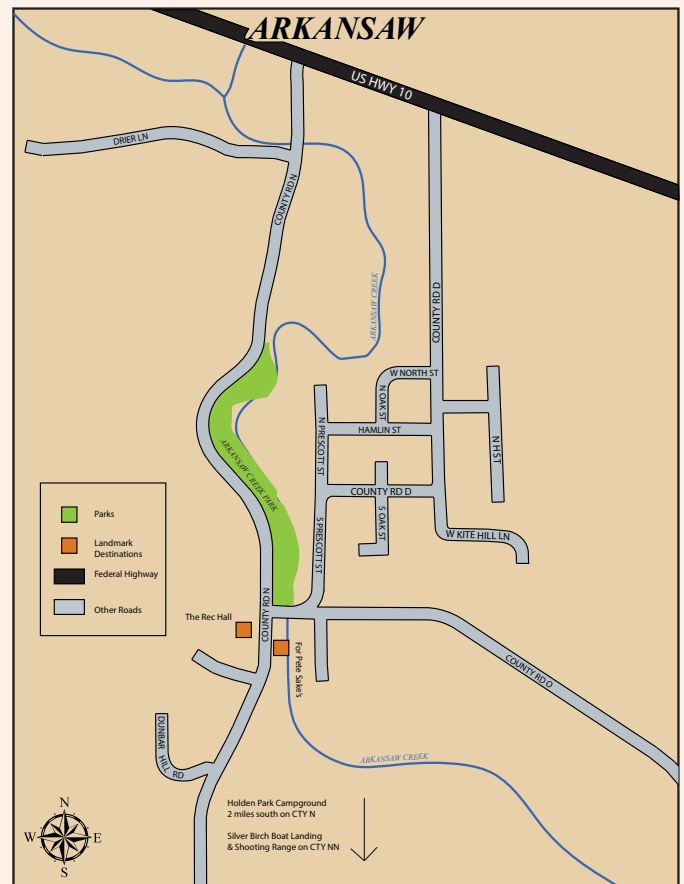 ARKANSAW
US HWY 10
DRIER LN
COUNTY RD N
ARKANSAW CREEK
COUNTY RD D
W NORTH ST
N OAK ST
N PRESCOTT ST
HAMLIN ST
N H ST
ARKANSAW CREEK PARK
COUNTY RD D
S OAK ST
S PRESCOTT ST
W KITE HILL LN
Parks
Landmark
Destinations
Federal Highway
Other Roads
COUNTY RD N
The Rec Hall
For Pete Sake's
COUNTY RD O
DUNBAR HILL RD
ARKANSAW CREEK
Holden Park Campground
2 miles south on CTY N
Silver Birch Boat Landing
& Shooting Range on CTY NN
N
W
E
S